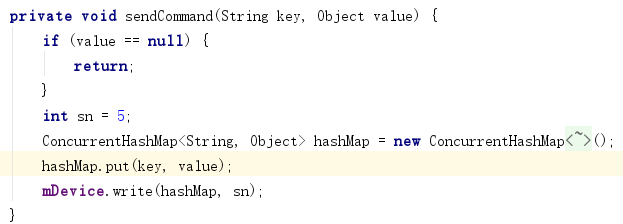 private void sendCommand(String key, Object value) {
    if (value == null) {
        return;
    }
    int sn = 5;
    ConcurrentHashMap<String, Object> hashMap = new ConcurrentHashMap<~>();
    hashMap.put(key, value);
    mDevice.write(hashMap, sn);
}